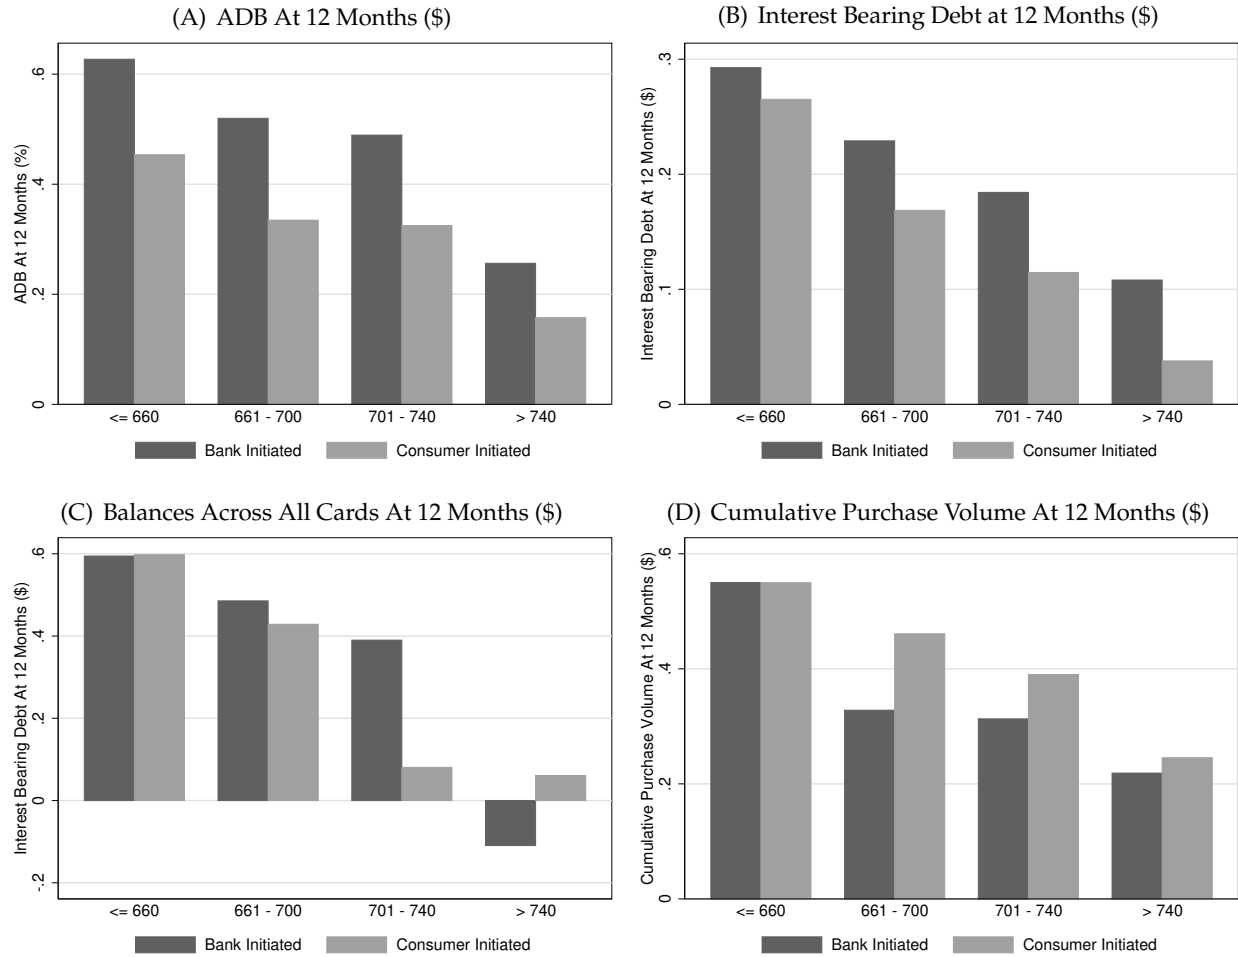 (A) ADB At 12 Months ($)
ADB At 12 Months (%)
.6
.4
.2
0
<= 660
661 - 700
701 - 740
> 740
Bank Initiated
Consumer Initiated
(B) Interest Bearing Debt at 12 Months ($)
Interest Bearing Debt At 12 Months ($)
.3
.2
.1
0
<= 660
661 - 700
701 - 740
> 740
Bank Initiated
Consumer Initiated
(C) Balances Across All Cards At 12 Months ($)
Interest Bearing Debt At 12 Months ($)
.6
.4
.2
0
-.2
<= 660
661 - 700
701 - 740
> 740
Bank Initiated
Consumer Initiated
(D) Cumulative Purchase Volume At 12 Months ($)
Cumulative Purchase Volume At 12 Months ($)
.6
.4
.2
0
<= 660
661 - 700
701 - 740
> 740
Bank Initiated
Consumer Initiated